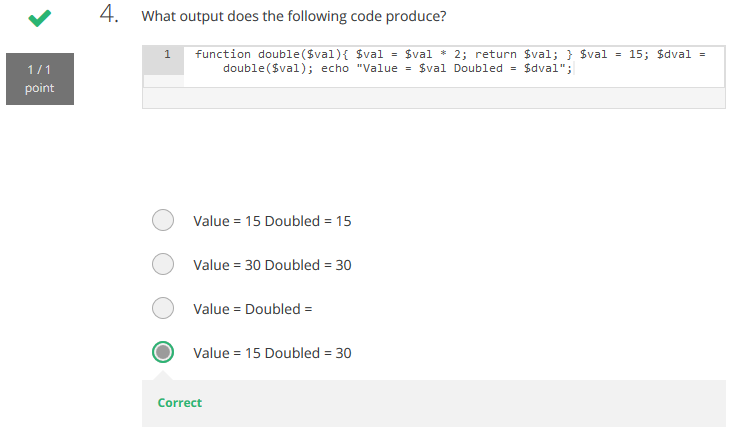 4. What output does the following code produce?
1 / 1
point
1 function double($val){ $val = $val * 2; return $val; } $val = 15; $dval =
double($val); echo "Value = $val Doubled = $dval";
Value = 15 Doubled = 15
Value = 30 Doubled = 30
Value = Doubled =
Value = 15 Doubled = 30
Correct